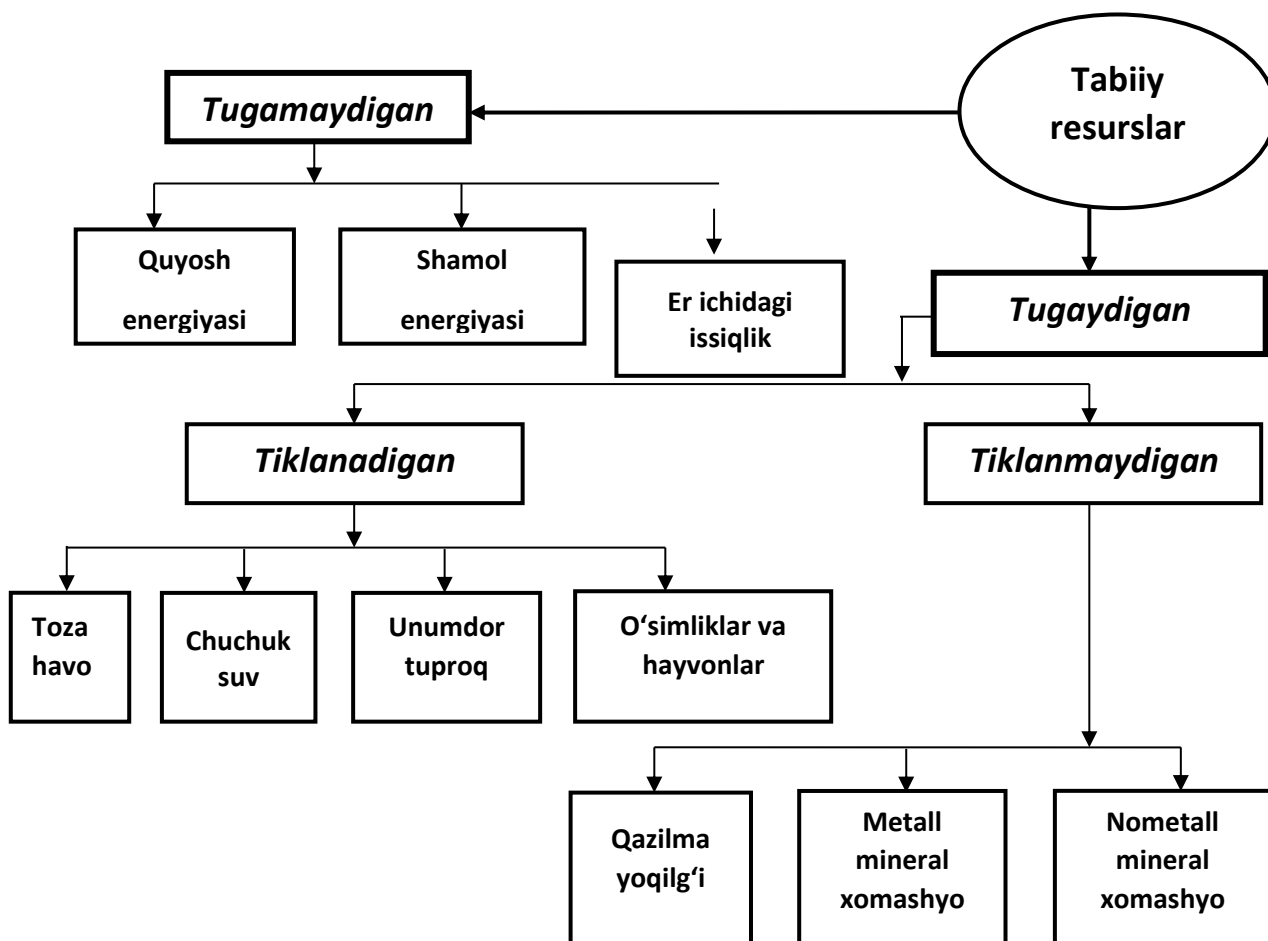 Tabiiy
resurslar
Tugamaydigan
Quyosh
energiyasi
Shamol
energiyasi
Er ichidagi
issiqlik
Tugaydigan
Tiklanadigan
Tiklanmaydigan
Toza
havo
Chuchuk
suv
Unumdor
tuproq
O‘simliklar va
hayvonlar
Qazilma
yoqilg‘i
Metall
mineral
xomashyo
Nometall
mineral
xomashyo